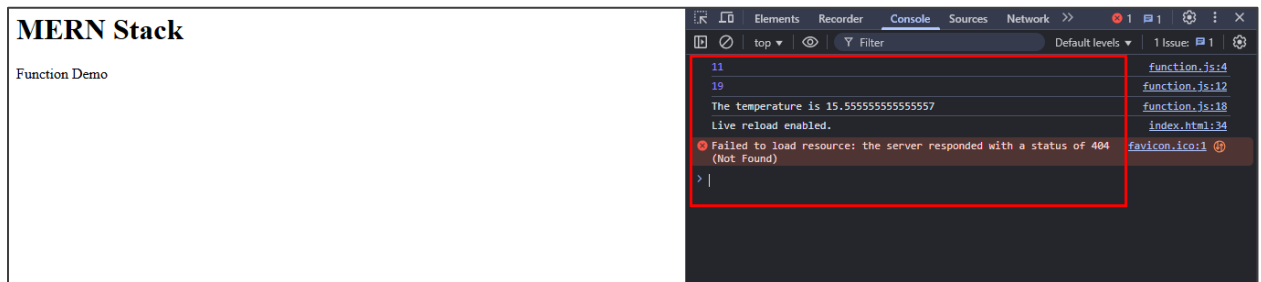 MERN Stack
Function Demo
Elements Recorder Console Sources Network >> 1 1
top Filter Default levels 1 Issue: 1
11 function.js:4
19 function.js:12
The temperature is 15.555555555555557 function.js:18
Live reload enabled. index.html:34
Failed to load resource: the server responded with a status of 404 favicon.ico:1
(Not Found)
>